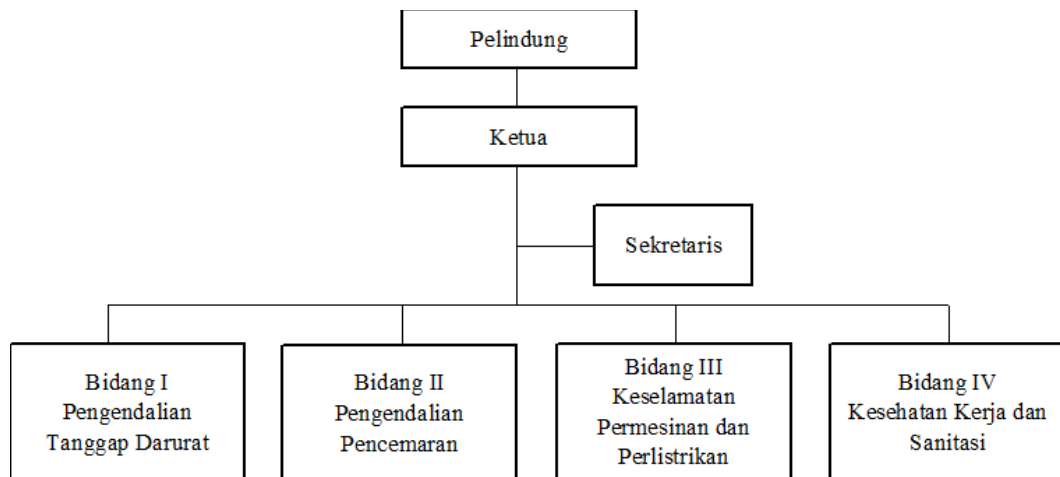 Pelindung
Ketua
Sekretaris
Bidang I
Pengendalian
Tanggap Darurat
Bidang II
Pengendalian
Pencemaran
Bidang III
Keselamatan
Permesinan dan
Perlistrikan
Bidang IV
Kesehatan Kerja dan
Sanitasi